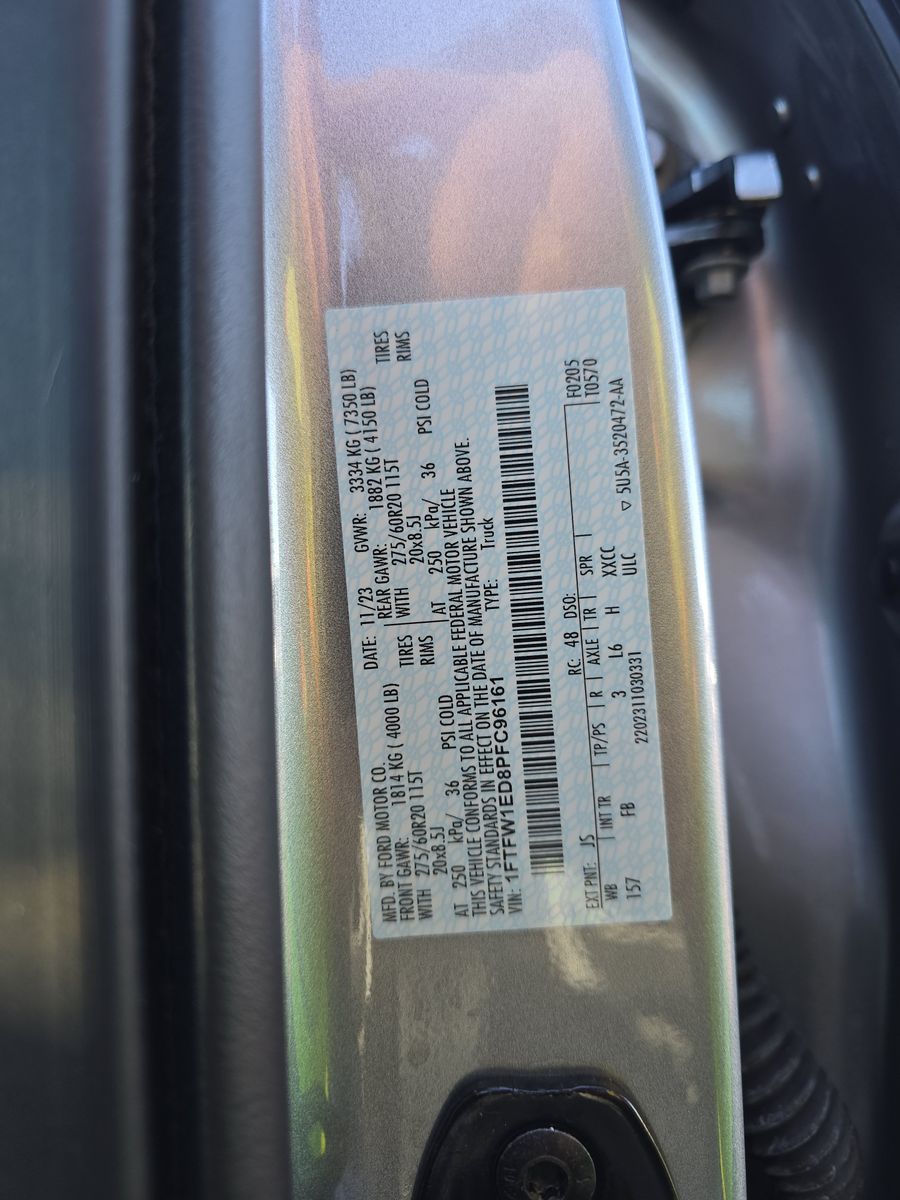 MFD. BY FORD MOTOR CO.
DATE: 11/23 GVWR: 3334 KG ( 7350 LB)
FRONT GAWR: 1814 KG ( 4000 LB)
REAR GAWR: 1882 KG ( 4150 LB)
WITH 275/60R20 115T TIRES
WITH 275/60R20 115T TIRES
20x8.5J RIMS
20x8.5J RIMS
AT 250 kPa/ 36 PSI COLD
AT 250 kPa/ 36 PSI COLD
THIS VEHICLE CONFORMS TO ALL APPLICABLE FEDERAL MOTOR VEHICLE
SAFETY STANDARDS IN EFFECT ON THE DATE OF MANUFACTURE SHOWN ABOVE.
VIN: 1FTFW1ED8PFC96161 TYPE: Truck
F0205
EXT PNT: JS RC: 48 DSO: T0570
WB INT TR TP/PS R AXLE TR SPR
157 FB 3 L6 H XXCC
2202311030331 ULC ▽ 5U5A-3520472-AA